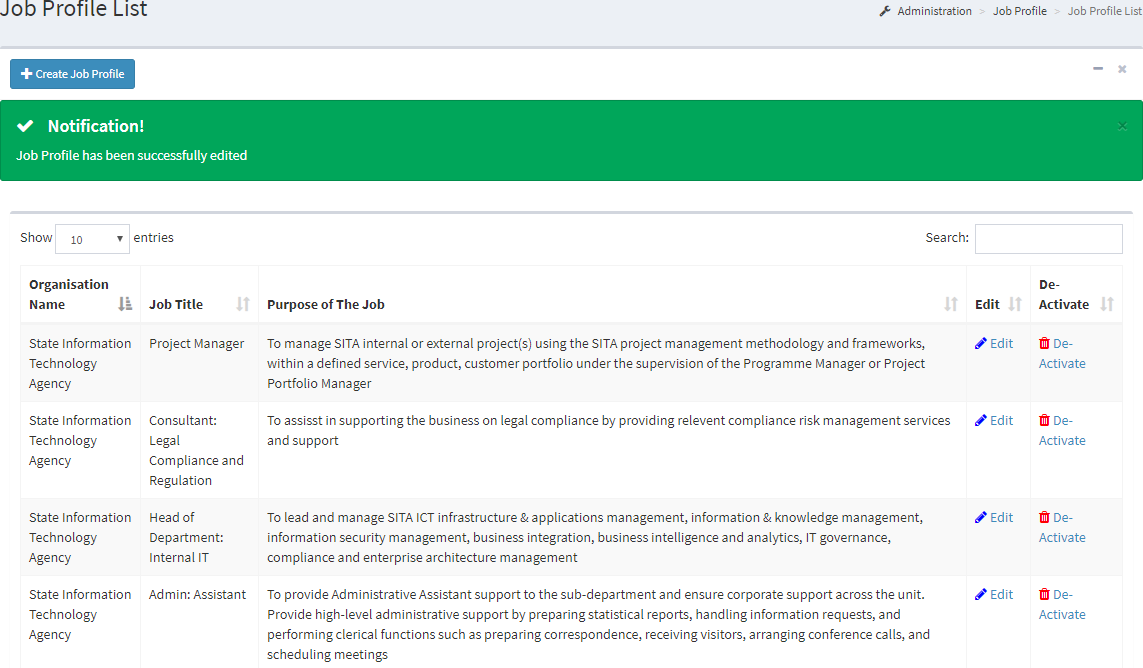 Job Profile List
Administration > Job Profile > Job Profile List
Create Job Profile
Notification!
Job Profile has been successfully edited
Show 10 entries
Search:
Organisation
Name
Job Title
Purpose of The Job
Edit
De-
Activate
State Information
Technology
Agency
Project Manager
To manage SITA internal or external project(s) using the SITA project management methodology and frameworks,
within a defined service, product, customer portfolio under the supervision of the Programme Manager or Project
Portfolio Manager
Edit
De-
Activate
State Information
Technology
Agency
Consultant:
Legal
Compliance and
Regulation
To assisst in supporting the business on legal compliance by providing relevent compliance risk management services
and support
Edit
De-
Activate
State Information
Technology
Agency
Head of
Department:
Internal IT
To lead and manage SITA ICT infrastructure & applications management, information & knowledge management,
information security management, business integration, business intelligence and analytics, IT governance,
compliance and enterprise architecture management
Edit
De-
Activate
State Information
Technology
Agency
Admin: Assistant
To provide Administrative Assistant support to the sub-department and ensure corporate support across the unit.
Provide high-level administrative support by preparing statistical reports, handling information requests, and
performing clerical functions such as preparing correspondence, receiving visitors, arranging conference calls, and
scheduling meetings
Edit
De-
Activate